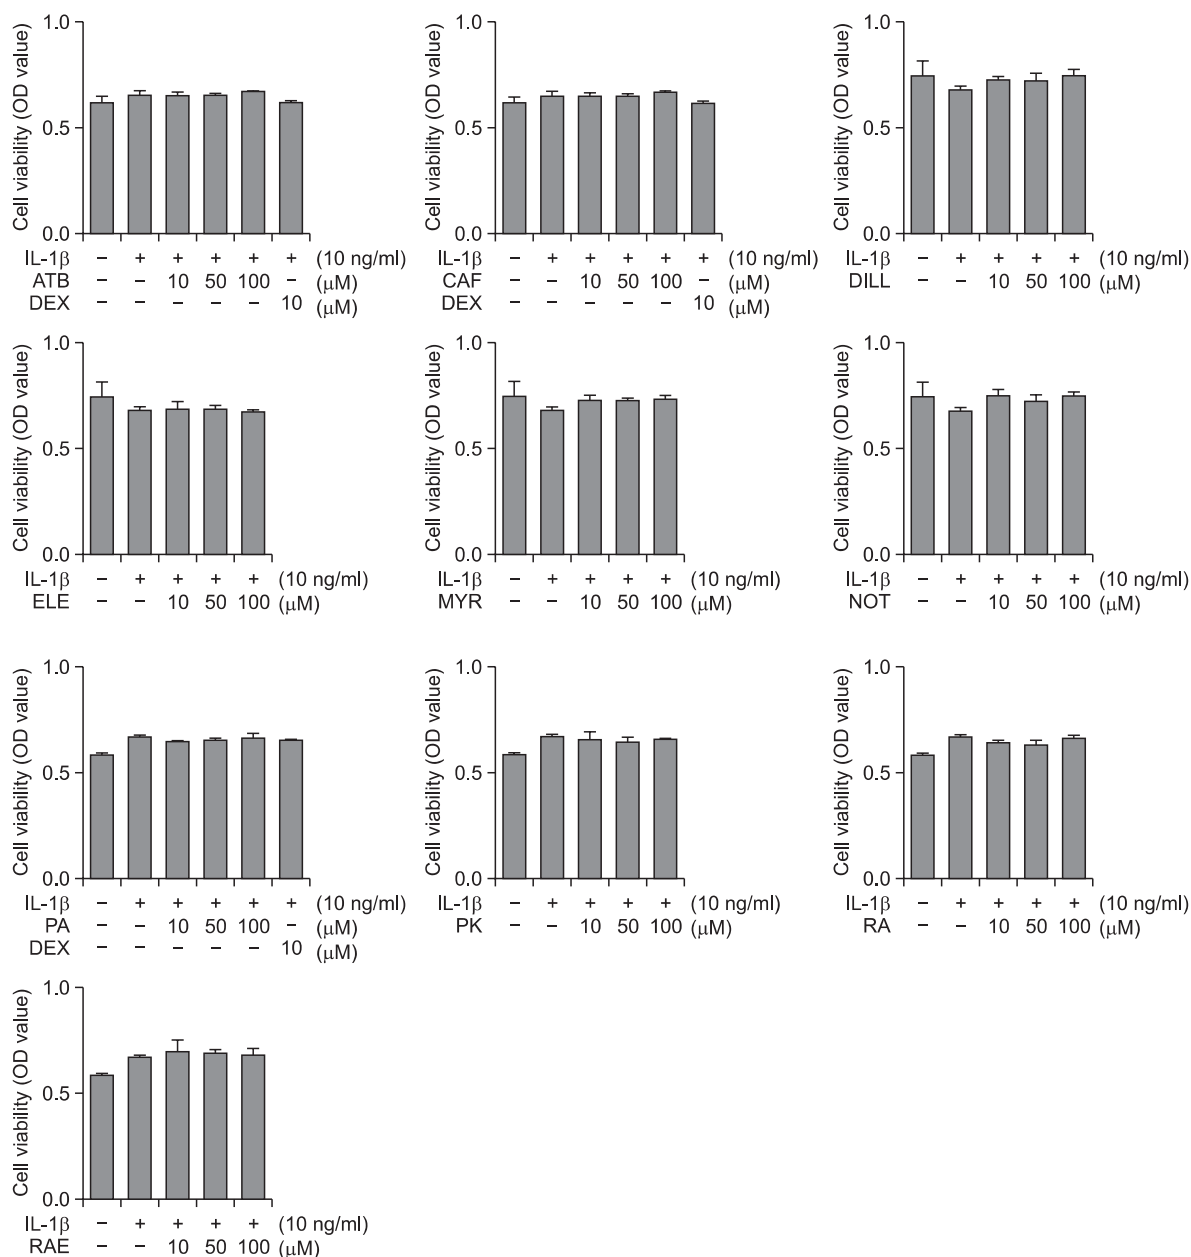 Cell viability (OD value)
1.0
0.5
0.0
IL-1β – + + + + + (10 ng/ml)
ATB – – 10 50 100 – (μM)
DEX – – – – – 10 (μM)
Cell viability (OD value)
1.0
0.5
0.0
IL-1β – + + + + + (10 ng/ml)
CAF – – 10 50 100 – (μM)
DEX – – – – – 10 (μM)
Cell viability (OD value)
1.0
0.5
0.0
IL-1β – + + + + (10 ng/ml)
DILL – – 10 50 100 (μM)
Cell viability (OD value)
1.0
0.5
0.0
IL-1β – + + + + (10 ng/ml)
ELE – – 10 50 100 (μM)
Cell viability (OD value)
1.0
0.5
0.0
IL-1β – + + + + (10 ng/ml)
MYR – – 10 50 100 (μM)
Cell viability (OD value)
1.0
0.5
0.0
IL-1β – + + + + (10 ng/ml)
NOT – – 10 50 100 (μM)
Cell viability (OD value)
1.0
0.5
0.0
IL-1β – + + + + + (10 ng/ml)
PA – – 10 50 100 – (μM)
DEX – – – – – 10 (μM)
Cell viability (OD value)
1.0
0.5
0.0
IL-1β – + + + + (10 ng/ml)
PK – – 10 50 100 (μM)
Cell viability (OD value)
1.0
0.5
0.0
IL-1β – + + + + (10 ng/ml)
RA – – 10 50 100 (μM)
Cell viability (OD value)
1.0
0.5
0.0
IL-1β – + + + + (10 ng/ml)
RAE – – 10 50 100 (μM)